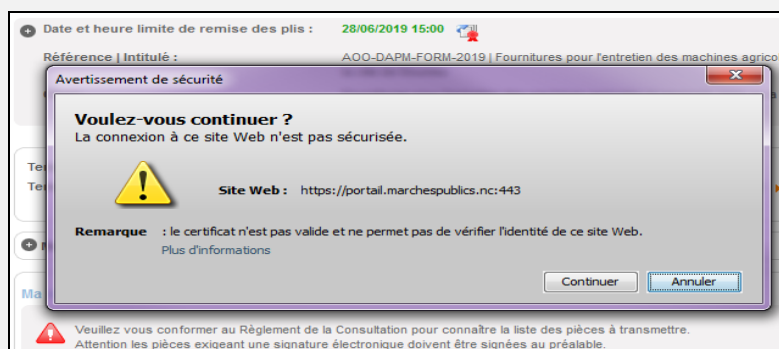 Date et heure limite de remise des plis : 28/06/2019 15:00
Référence | Intitulé : AOO-DAPM-FORM-2019 | Fournitures pour l'entretien des machines agrico
Avertissement de sécurité
Voulez-vous continuer ?
La connexion à ce site Web n'est pas sécurisée.
Site Web : https://portail.marchespublics.nc:443
Remarque : le certificat n'est pas valide et ne permet pas de vérifier l'identité de ce site Web.
Plus d'informations
Continuer Annuler
Ma
Veuillez vous conformer au Règlement de la Consultation pour connaître la liste des pièces à transmettre.
Attention les pièces exigeant une signature électronique doivent être signées au préalable.